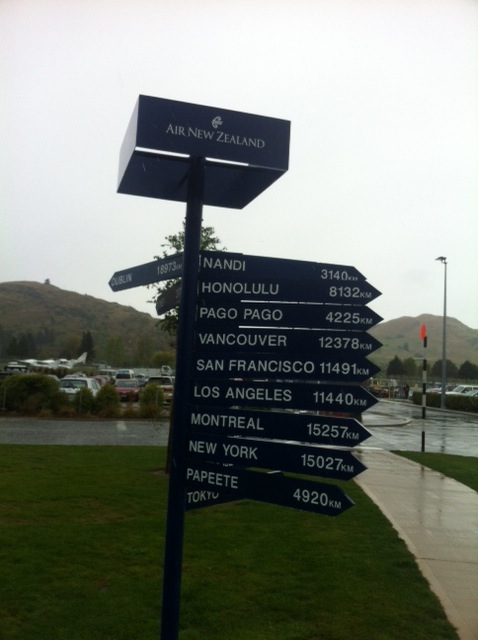 AIR NEW ZEALAND
DUBLIN 18973KM
NANDI 3140KM
HONOLULU 8132KM
PAGO PAGO 4225KM
VANCOUVER 12378KM
SAN FRANCISCO 11491KM
LOS ANGELES 11440KM
MONTREAL 15257KM
NEW YORK 15027KM
PAPEETE 4920KM
TOKYO